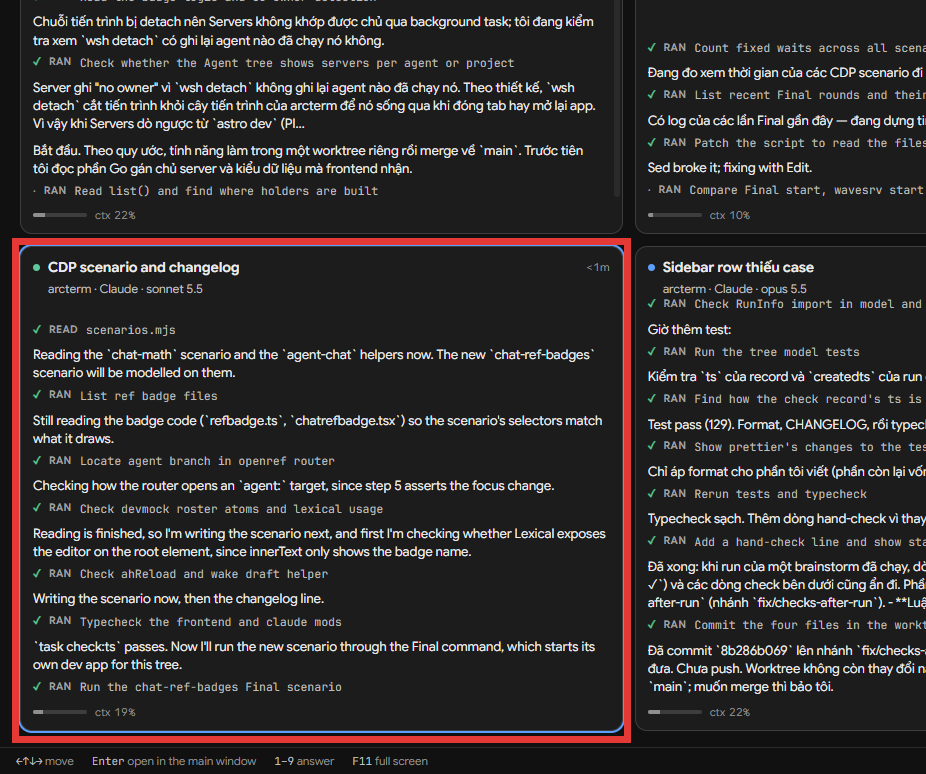 Chuỗi tiến trình bị detach nên Servers không khớp được chủ qua background task; tôi đang kiểm
tra xem `wsh detach` có ghi lại agent nào đã chạy nó không.
✓ RAN Check whether the Agent tree shows servers per agent or project
Server ghi "no owner" vì `wsh detach` không ghi lại agent nào đã chạy nó. Theo thiết kế, `wsh
detach` cắt tiến trình khỏi cây tiến trình của arcterm để nó sống qua khi đóng tab hay mở lại app.
Vì vậy khi Servers dò ngược từ `astro dev` (PI...
Bắt đầu. Theo quy ước, tính năng làm trong một worktree riêng rồi merge về `main`. Trước tiên
tôi đọc phần Go gán chủ server và kiểu dữ liệu mà frontend nhận.
· RAN Read list() and find where holders are built
ctx 22%
✓ RAN Count fixed waits across all scena
Đang đo xem thời gian của các CDP scenario đi
✓ RAN List recent Final rounds and their
Có log của các lần Final gần đây — đang dựng
✓ RAN Patch the script to read the files
Sed broke it; fixing with Edit.
· RAN Compare Final start, wavesrv start
ctx 10%
CDP scenario and changelog
<1m
arcterm · Claude · sonnet 5.5
✓ READ scenarios.mjs
Reading the `chat-math` scenario and the `agent-chat` helpers now. The new `chat-ref-badges`
scenario will be modelled on them.
✓ RAN List ref badge files
Still reading the badge code (`refbadge.ts`, `chatrefbadge.tsx`) so the scenario's selectors match
what it draws.
✓ RAN Locate agent branch in openref router
Checking how the router opens an `agent:` target, since step 5 asserts the focus change.
✓ RAN Check devmock roster atoms and lexical usage
Reading is finished, so I'm writing the scenario next, and first I'm checking whether Lexical exposes
the editor on the root element, since innerText only shows the badge name.
✓ RAN Check ahReload and wake draft helper
Writing the scenario now, then the changelog line.
✓ RAN Typecheck the frontend and claude mods
`task check:ts` passes. Now I'll run the new scenario through the Final command, which starts its
own dev app for this tree.
✓ RAN Run the chat-ref-badges Final scenario
ctx 19%
Sidebar row thiếu case
arcterm · Claude · opus 5.5
✓ RAN Check RunInfo import in model and
Giờ thêm test:
✓ RAN Run the tree model tests
Kiểm tra `ts` của record và `createdts` của run
✓ RAN Find how the check record's ts is
Test pass (129). Format, CHANGELOG, rồi typec
✓ RAN Show prettier's changes to the tes
Chỉ áp format cho phần tôi viết (phần còn lại vốn
✓ RAN Rerun tests and typecheck
Typecheck sạch. Thêm dòng hand-check vì thay
✓ RAN Add a hand-check line and show sta
Đã xong: khi run của một brainstorm đã chạy, dò
✓`) và các dòng check bên dưới cũng ẩn đi. Phầ
after-run` (nhánh `fix/checks-after-run`). - **Luậ
✓ RAN Commit the four files in the workt
Đã commit `8b286b069` lên nhánh `fix/checks-a
đưa. Chưa push. Worktree không còn thay đổi n
`main`; muốn merge thì bảo tôi.
ctx 22%
←↑↓→ move Enter open in the main window 1–9 answer F11 full screen